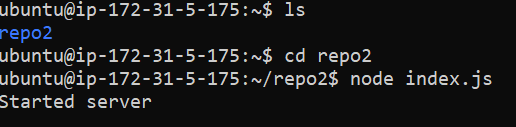 ubuntu@ip-172-31-5-175:~$ ls
repo2
ubuntu@ip-172-31-5-175:~$ cd repo2
ubuntu@ip-172-31-5-175:~/repo2$ node index.js
Started server